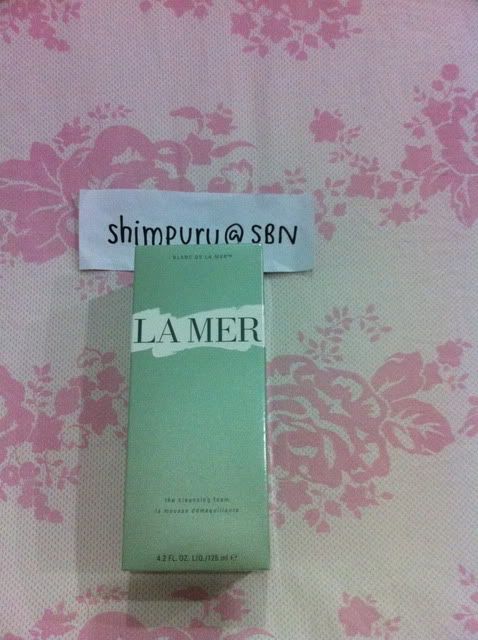 shimpuru@SBN
BLANC DE LA MER™
LA MER
the cleansing foam
la mousse démaquillante
4.2 FL. OZ. LIQ./125 ml ℮